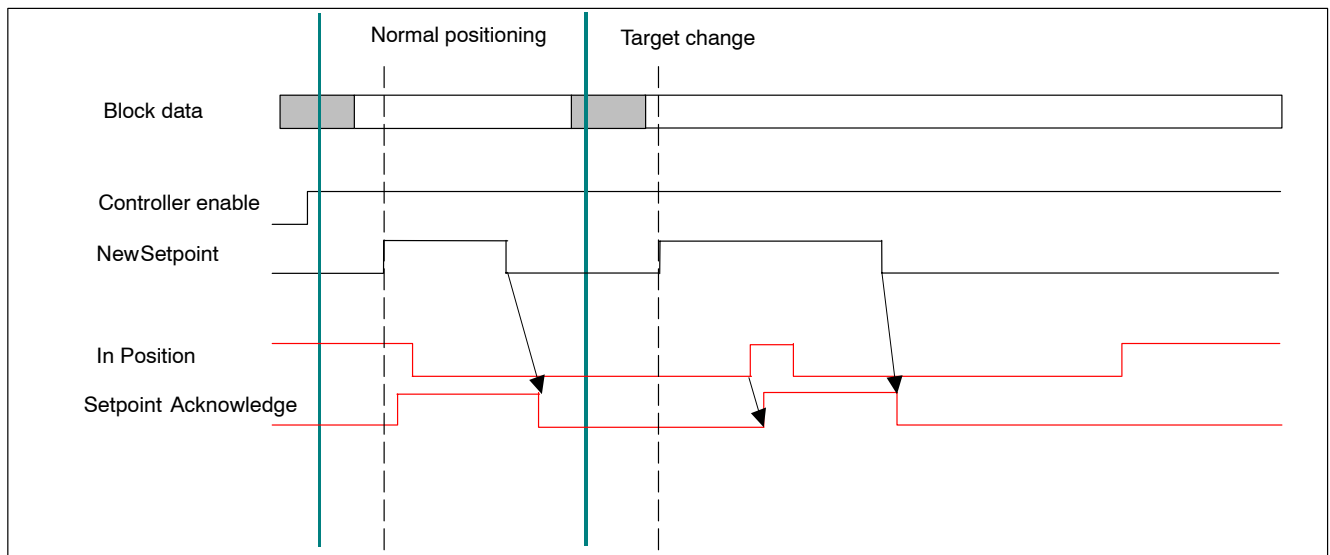 Normal positioning
Target change
Block data
Controller enable
NewSetpoint
In Position
Setpoint Acknowledge